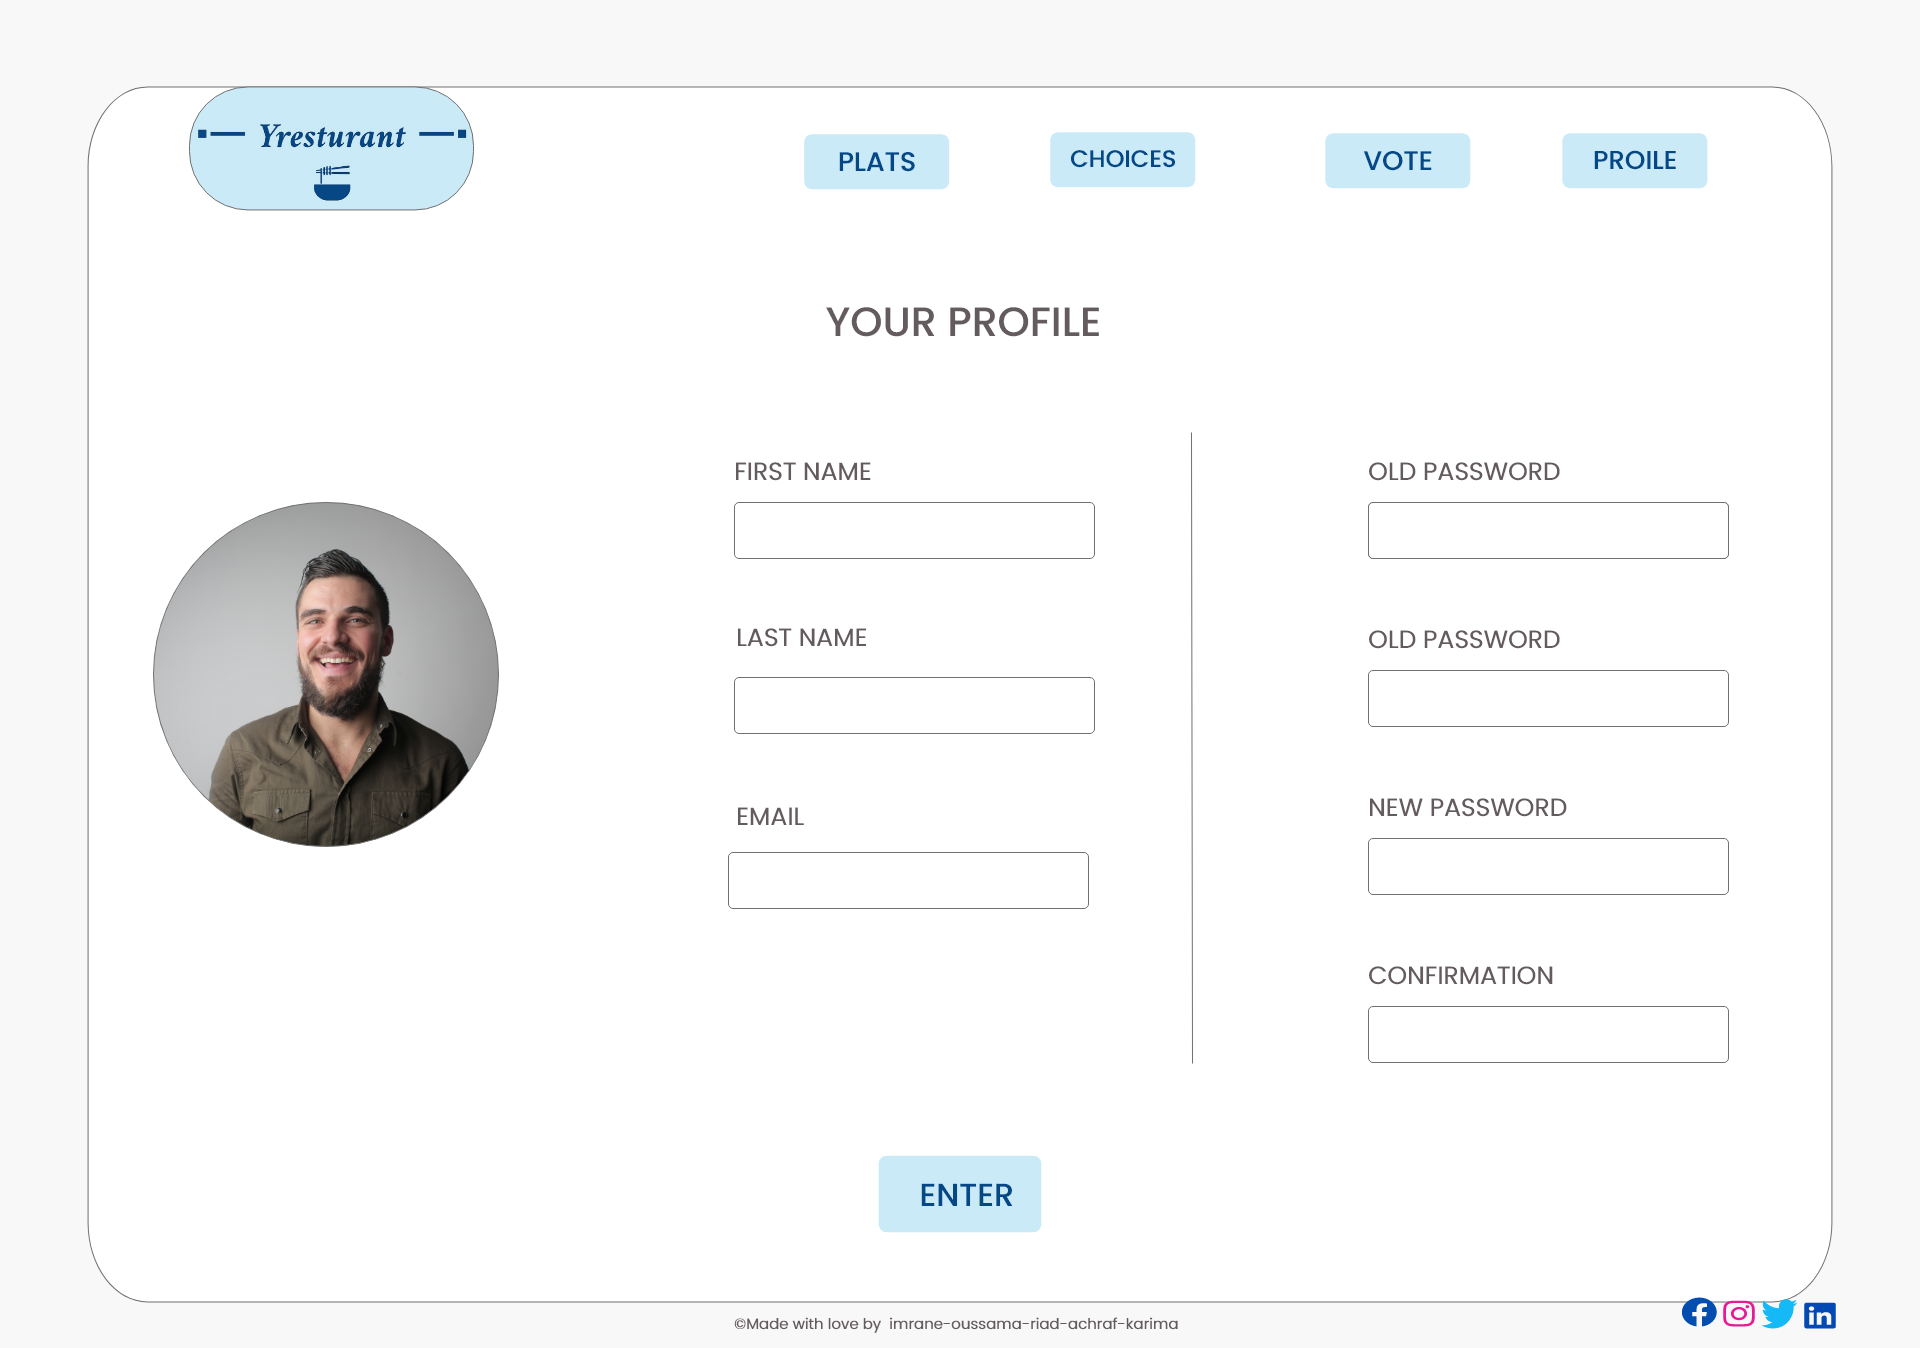 Yresturant
PLATS
CHOICES
VOTE
PROILE
YOUR PROFILE
FIRST NAME
LAST NAME
EMAIL
OLD PASSWORD
OLD PASSWORD
NEW PASSWORD
CONFIRMATION
ENTER
©Made with love by imrane-oussama-riad-achraf-karima